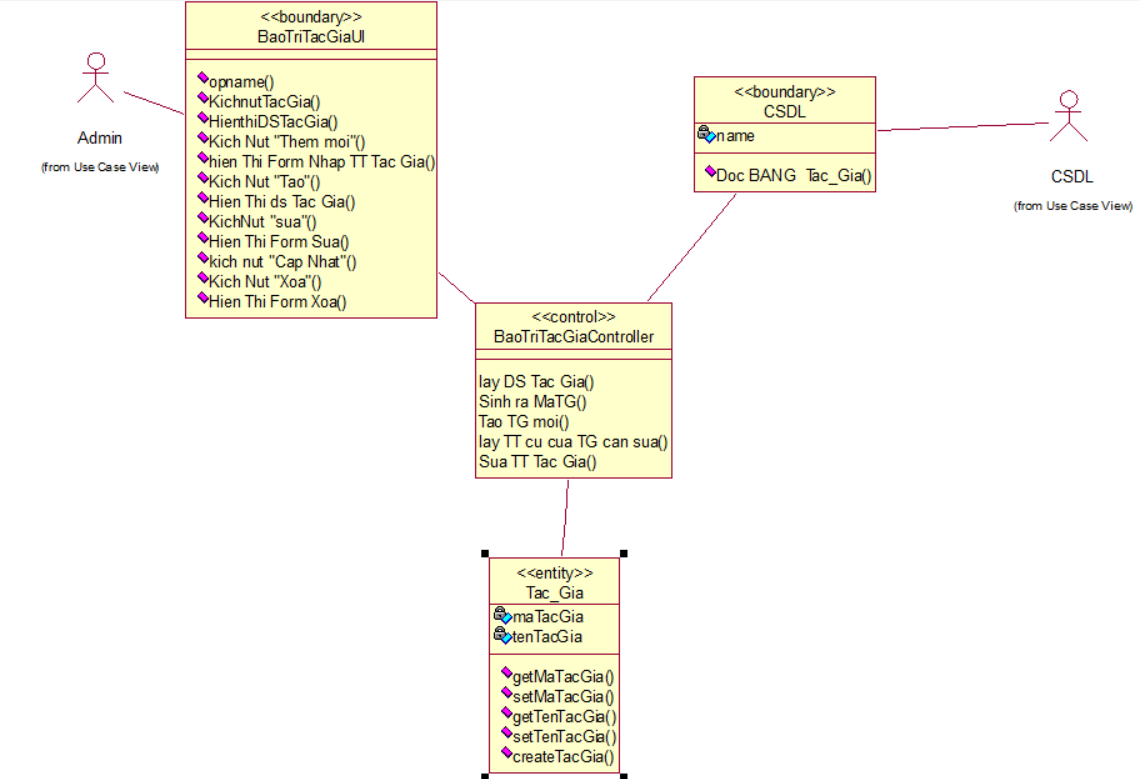 <<boundary>>
BaoTriTacGiaUI
opname()
KichnutTacGia()
HienthiDSTacGia()
Kich Nut "Them moi"()
hien Thi Form Nhap TT Tac Gia()
Kich Nut "Tao"()
Hien Thi ds Tac Gia()
KichNut "sua"()
Hien Thi Form Sua()
kich nut "Cap Nhat"()
Kich Nut "Xoa"()
Hien Thi Form Xoa()
Admin
(from Use Case View)
<<boundary>>
CSDL
name
Doc BANG  Tac_Gia()
CSDL
(from Use Case View)
<<control>>
BaoTriTacGiaController
lay DS Tac Gia()
Sinh ra MaTG()
Tao TG moi()
lay TT cu cua TG can sua()
Sua TT Tac Gia()
<<entity>>
Tac_Gia
maTacGia
tenTacGia
getMaTacGia()
setMaTacGia()
getTenTacGia()
setTenTacGia()
createTacGia()